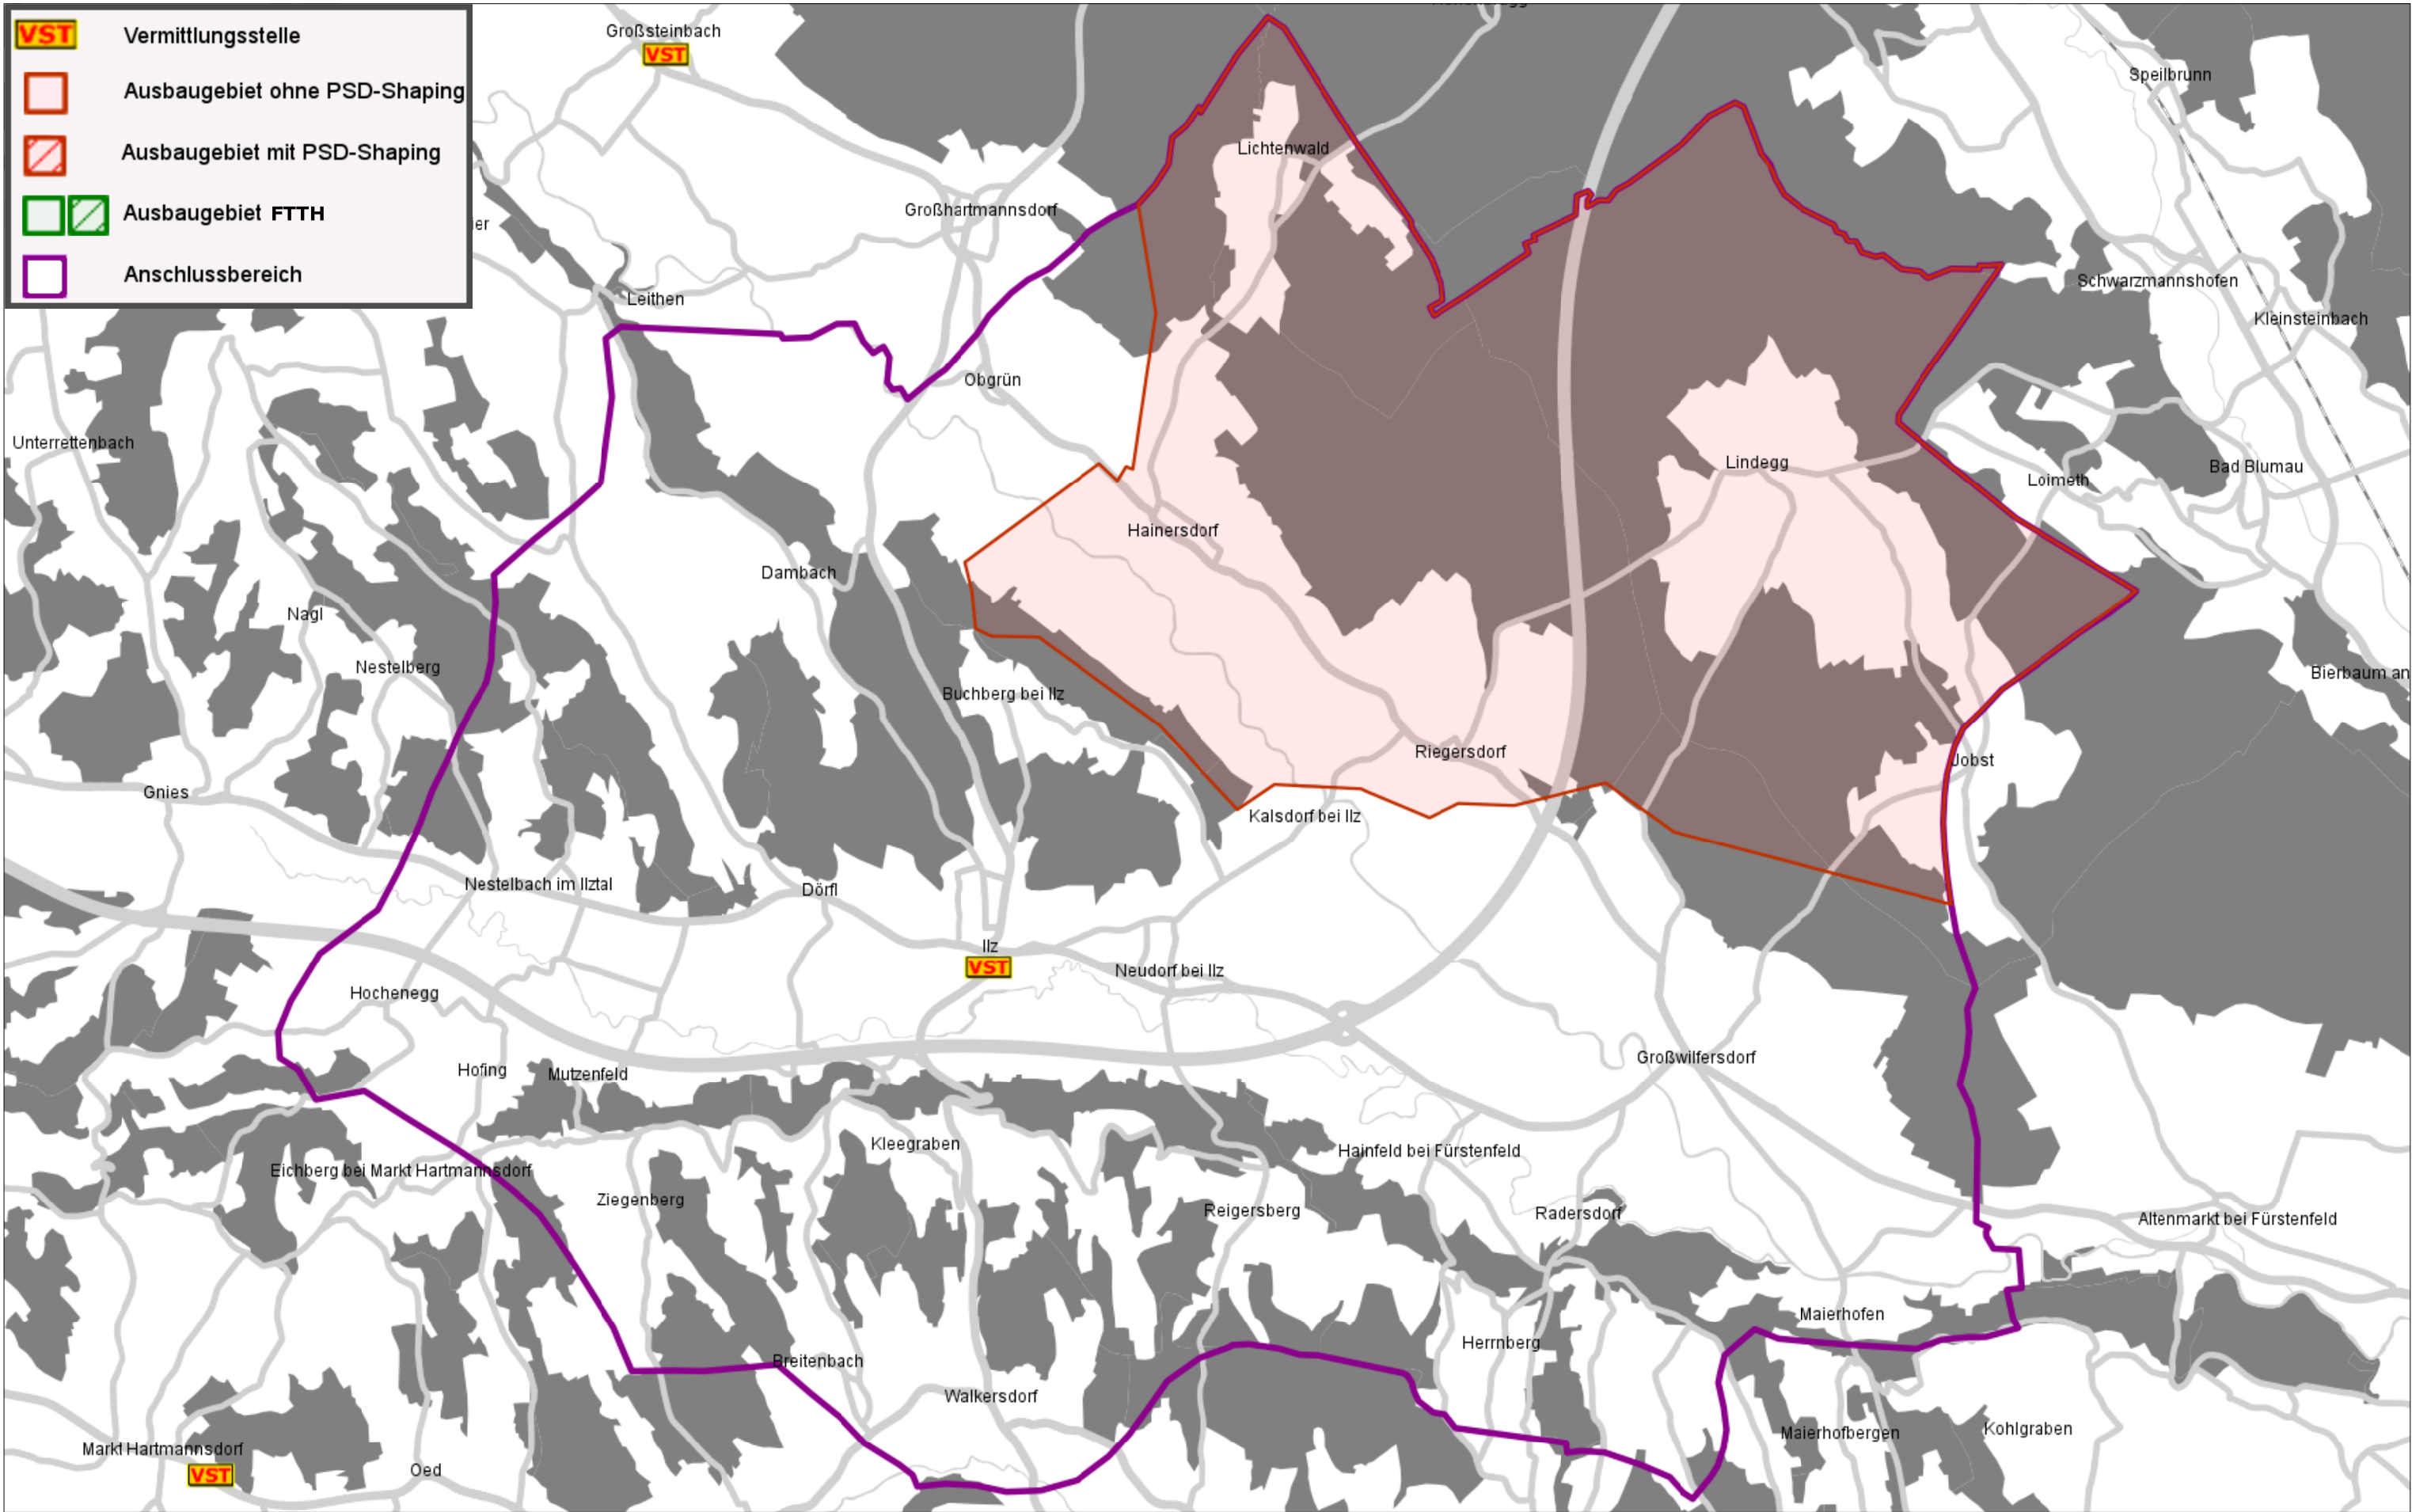 VST Vermittlungsstelle
Ausbaugebiet ohne PSD-Shaping
Ausbaugebiet mit PSD-Shaping
Ausbaugebiet FTTH
Anschlussbereich
Großsteinbach
VST
Speilbrunn
Lichtenwald
Großhartmannsdorf
Schwarzmannshofen
Leithen
Kleinsteinbach
Obgrün
Unterrettenbach
Lindegg
Bad Blumau
Loimeth
Hainersdorf
Dambach
Nagl
Nestelberg
Bierbaum an
Buchberg bei Ilz
Riegersdorf
Jobst
Gnies
Kalsdorf bei Ilz
Nestelbach im Ilztal
Dörfl
Ilz
VST
Neudorf bei Ilz
Hochenegg
Großwilfersdorf
Hofing
Mutzenfeld
Kleegraben
Hainfeld bei Fürstenfeld
Eichberg bei Markt Hartmannsdorf
Ziegenberg
Reigersberg
Radersdorf
Altenmarkt bei Fürstenfeld
Maierhofen
Herrnberg
Breitenbach
Walkersdorf
Kohlgraben
Maierhofbergen
Markt Hartmannsdorf
VST
Oed